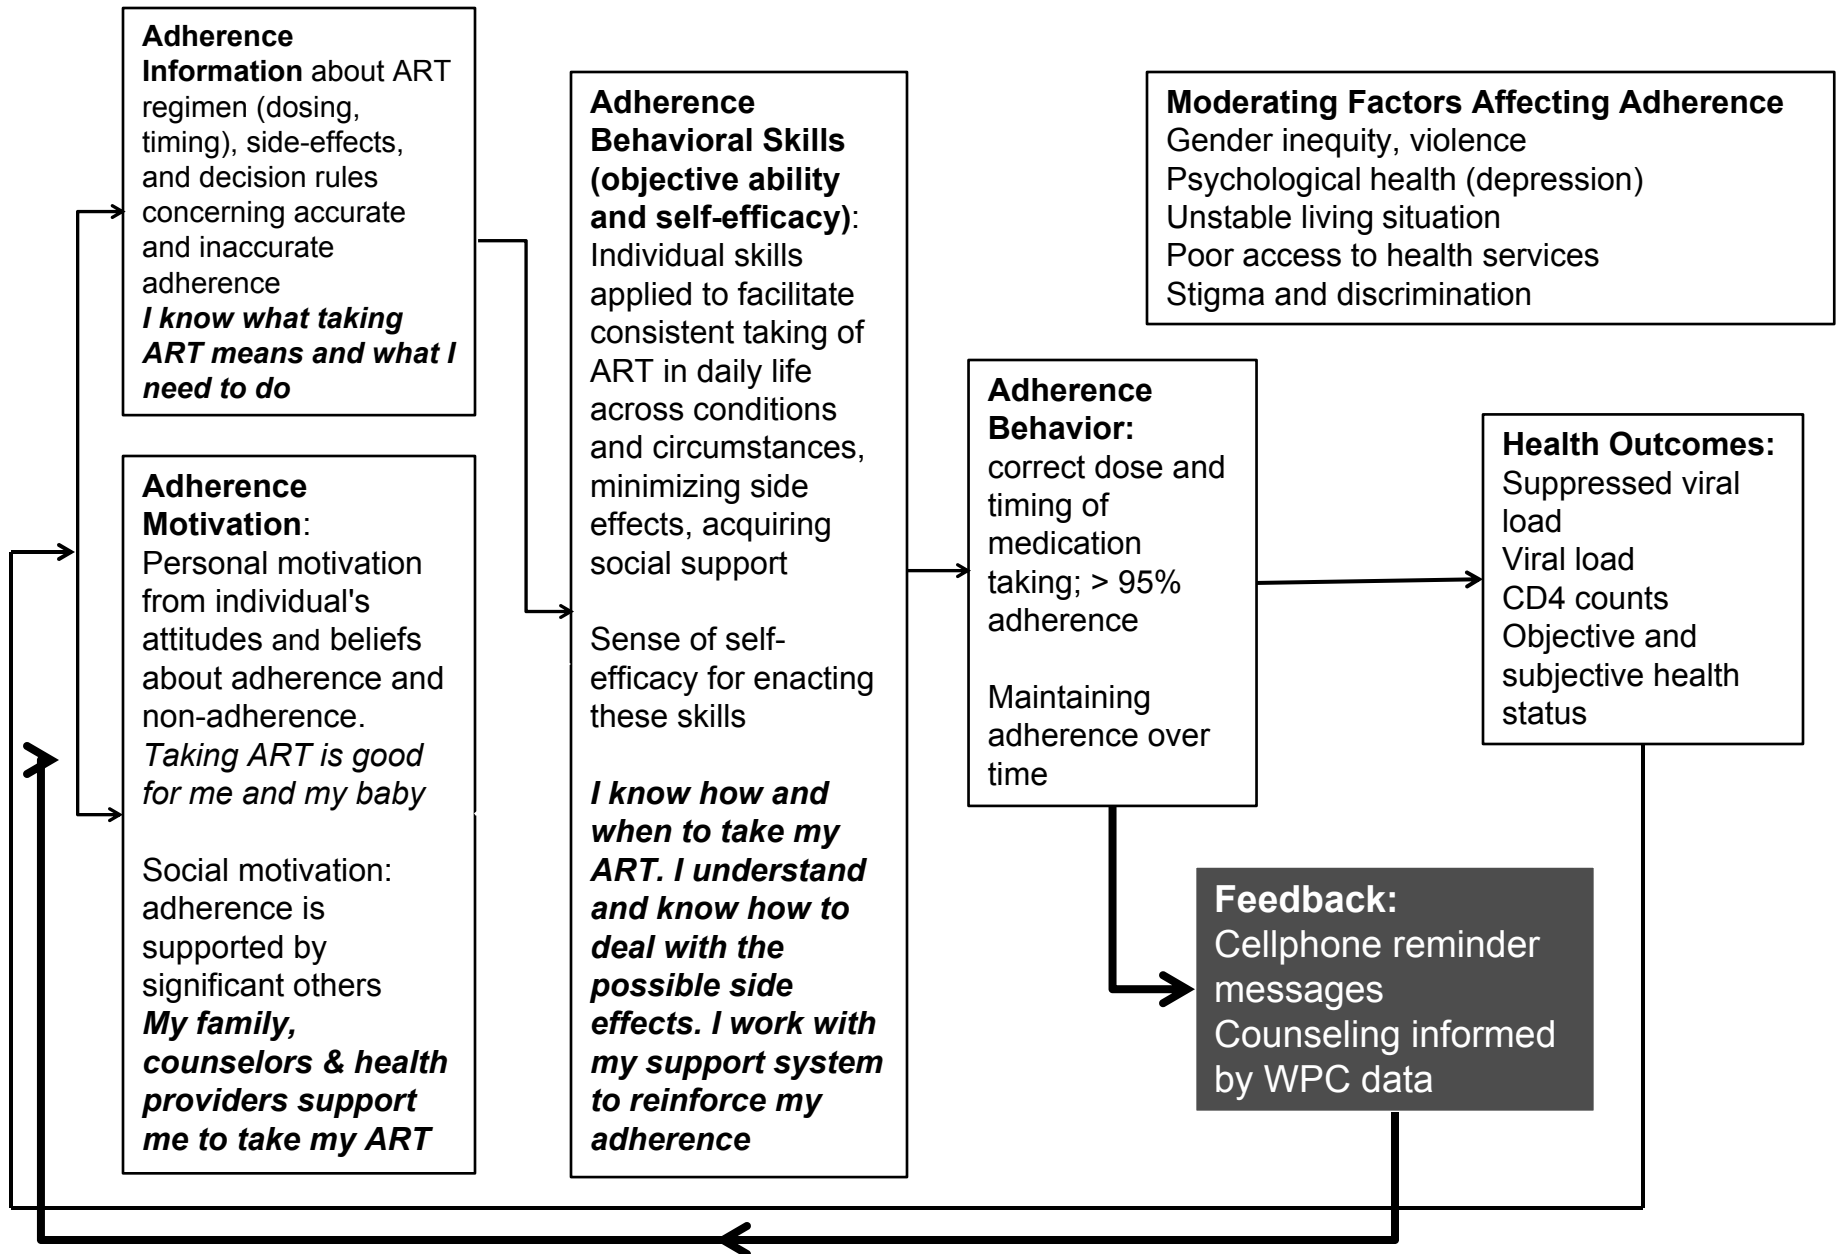 Adherence
Information about ART
regimen (dosing,
timing), side-effects,
and decision rules
concerning accurate
and inaccurate
adherence
I know what taking
ART means and what I
need to do
Adherence
Motivation:
Personal motivation
from individual's
attitudes and beliefs
about adherence and
non-adherence.
Taking ART is good
for me and my baby
Social motivation:
adherence is
supported by
significant others
My family,
counselors & health
providers support
me to take my ART
Adherence
Behavioral Skills
(objective ability
and self-efficacy):
Individual skills
applied to facilitate
consistent taking of
ART in daily life
across conditions
and circumstances,
minimizing side
effects, acquiring
social support
Sense of self-
efficacy for enacting
these skills
I know how and
when to take my
ART. I understand
and know how to
deal with the
possible side
effects. I work with
my support system
to reinforce my
adherence
Moderating Factors Affecting Adherence
Gender inequity, violence
Psychological health (depression)
Unstable living situation
Poor access to health services
Stigma and discrimination
Adherence
Behavior:
correct dose and
timing of
medication
taking; > 95%
adherence
Maintaining
adherence over
time
Health Outcomes:
Suppressed viral
load
Viral load
CD4 counts
Objective and
subjective health
status
Feedback:
Cellphone reminder
messages
Counseling informed
by WPC data